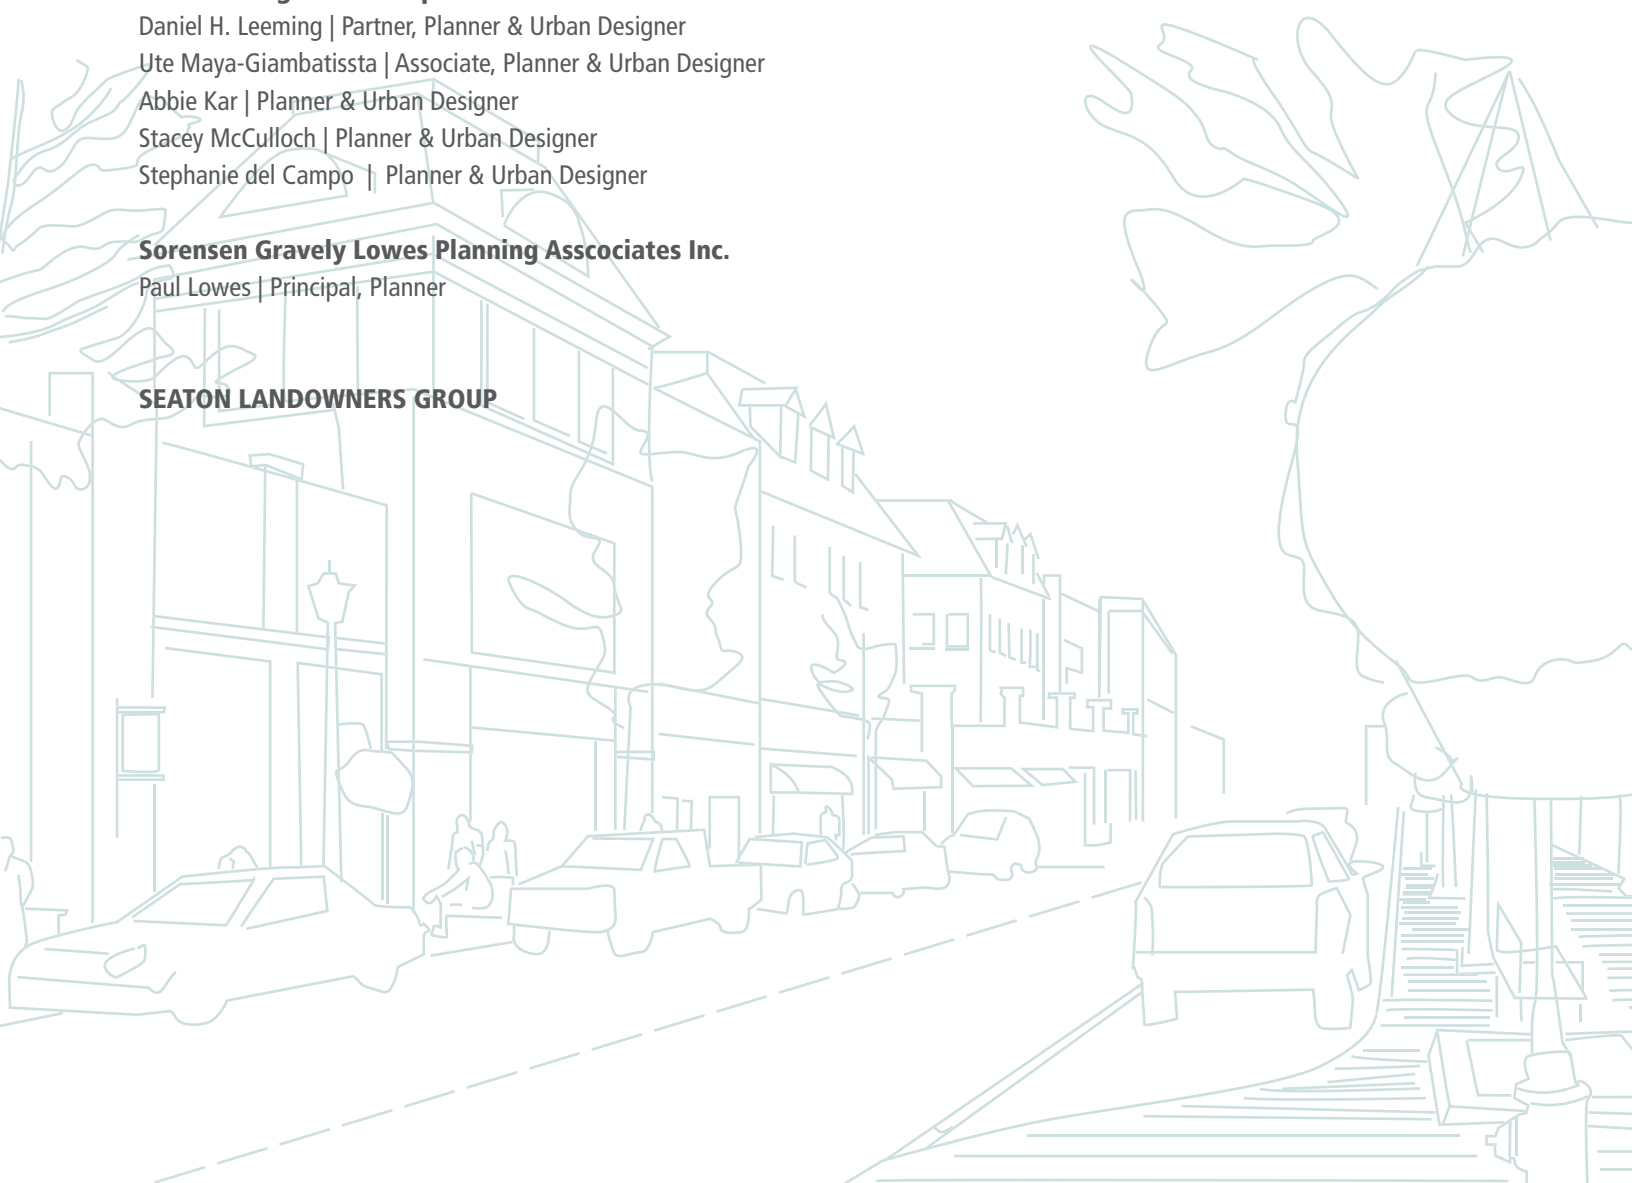 Daniel H. Leeming | Partner, Planner & Urban Designer
Ute Maya-Giambatissta | Associate, Planner & Urban Designer
Abbie Kar | Planner & Urban Designer
Stacey McCulloch | Planner & Urban Designer
Stephanie del Campo | Planner & Urban Designer
Sorensen Gravely Lowes Planning Asscociates Inc.
Paul Lowes | Principal, Planner
SEATON LANDOWNERS GROUP